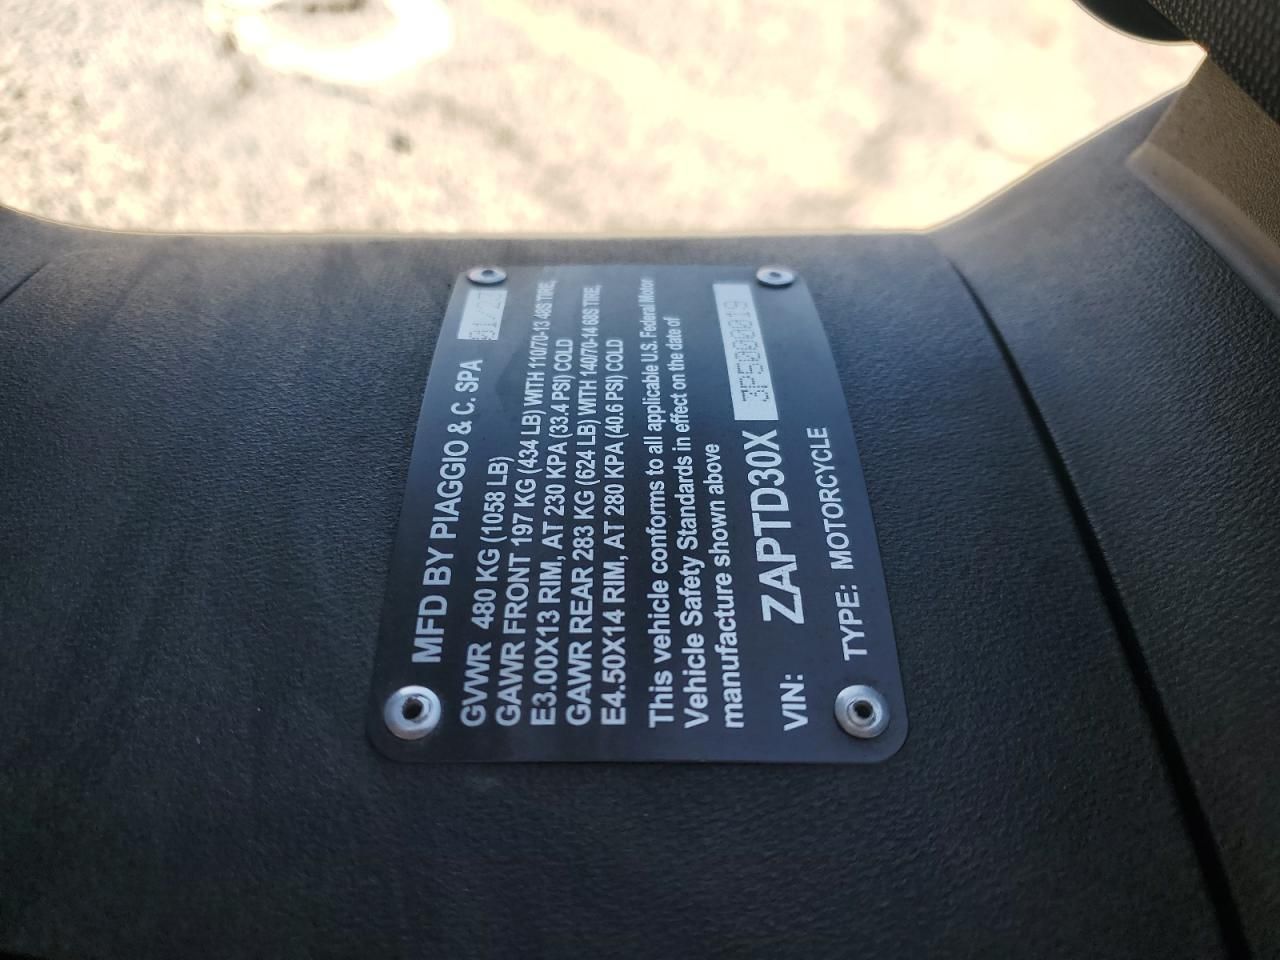 MFD BY PIAGGIO & C. SPA 01/23
GVWR 480 KG (1058 LB)
GAWR FRONT 197 KG (434 LB) WITH 110/70-13 48S TIRE,
E3.00X13 RIM, AT 230 KPA (33.4 PSI) COLD
GAWR REAR 283 KG (624 LB) WITH 140/70-14 68S TIRE,
E4.50X14 RIM, AT 280 KPA (40.6 PSI) COLD
This vehicle conforms to all applicable U.S. Federal Motor
Vehicle Safety Standards in effect on the date of
manufacture shown above
VIN: ZAPTD30X 3P5000019
TYPE: MOTORCYCLE